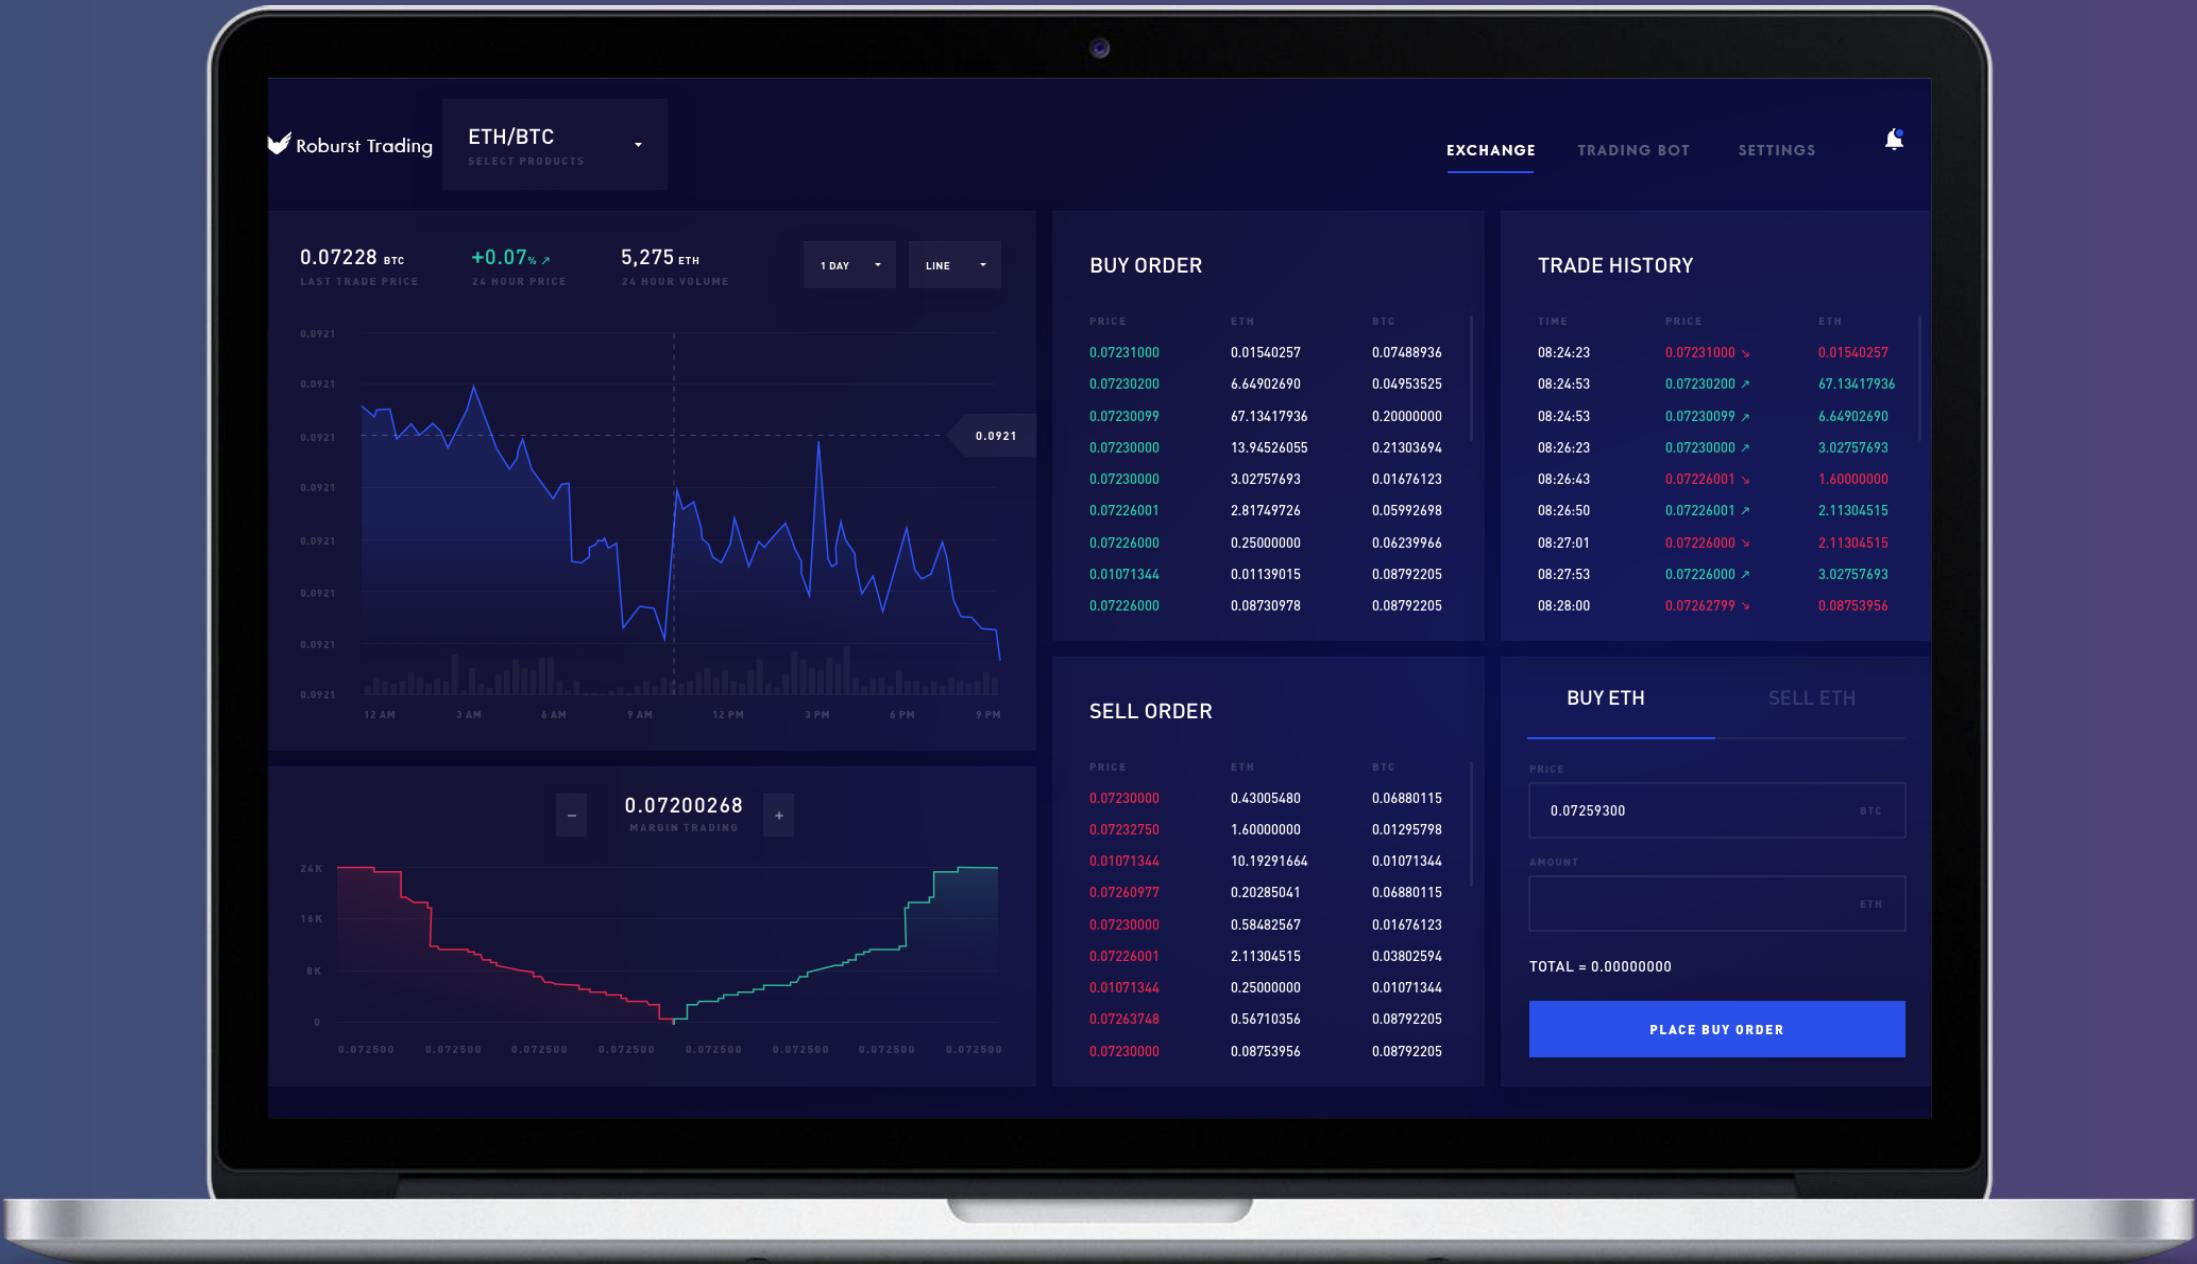 Roburst Trading
ETH/BTC
SELECT PRODUCTS
EXCHANGE TRADING BOT SETTINGS
0.07228 BTC
LAST TRADE PRICE
+0.07% ↗
24 HOUR PRICE
5,275 ETH
24 HOUR VOLUME
1 DAY
LINE
0.0921
0.0921
0.0921
0.0921
0.0921
0.0921
0.0921
0.0921
0.0921
12 AM 3 AM 6 AM 9 AM 12 PM 3 PM 6 PM 9 PM
− 0.07200268 +
MARGIN TRADING
24K
16K
8K
0
0.072500 0.072500 0.072500 0.072500 0.072500 0.072500 0.072500 0.072500
BUY ORDER
PRICE ETH BTC
0.07231000 0.01540257 0.07488936
0.07230200 6.64902690 0.04953525
0.07230099 67.13417936 0.20000000
0.07230000 13.94526055 0.21303694
0.07230000 3.02757693 0.01676123
0.07226001 2.81749726 0.05992698
0.07226000 0.25000000 0.06239966
0.01071344 0.01139015 0.08792205
0.07226000 0.08730978 0.08792205
TRADE HISTORY
TIME PRICE ETH
08:24:23 0.07231000 ↘ 0.01540257
08:24:53 0.07230200 ↗ 67.13417936
08:24:53 0.07230099 ↗ 6.64902690
08:26:23 0.07230000 ↗ 3.02757693
08:26:43 0.07226001 ↘ 1.60000000
08:26:50 0.07226001 ↗ 2.11304515
08:27:01 0.07226000 ↘ 2.11304515
08:27:53 0.07226000 ↗ 3.02757693
08:28:00 0.07262799 ↘ 0.08753956
SELL ORDER
PRICE ETH BTC
0.07230000 0.43005480 0.06880115
0.07232750 1.60000000 0.01295798
0.01071344 10.19291664 0.01071344
0.07260977 0.20285041 0.06880115
0.07230000 0.58482567 0.01676123
0.07226001 2.11304515 0.03802594
0.01071344 0.25000000 0.01071344
0.07263748 0.56710356 0.08792205
0.07230000 0.08753956 0.08792205
BUY ETH SELL ETH
PRICE
0.07259300 BTC
AMOUNT
ETH
TOTAL = 0.00000000
PLACE BUY ORDER